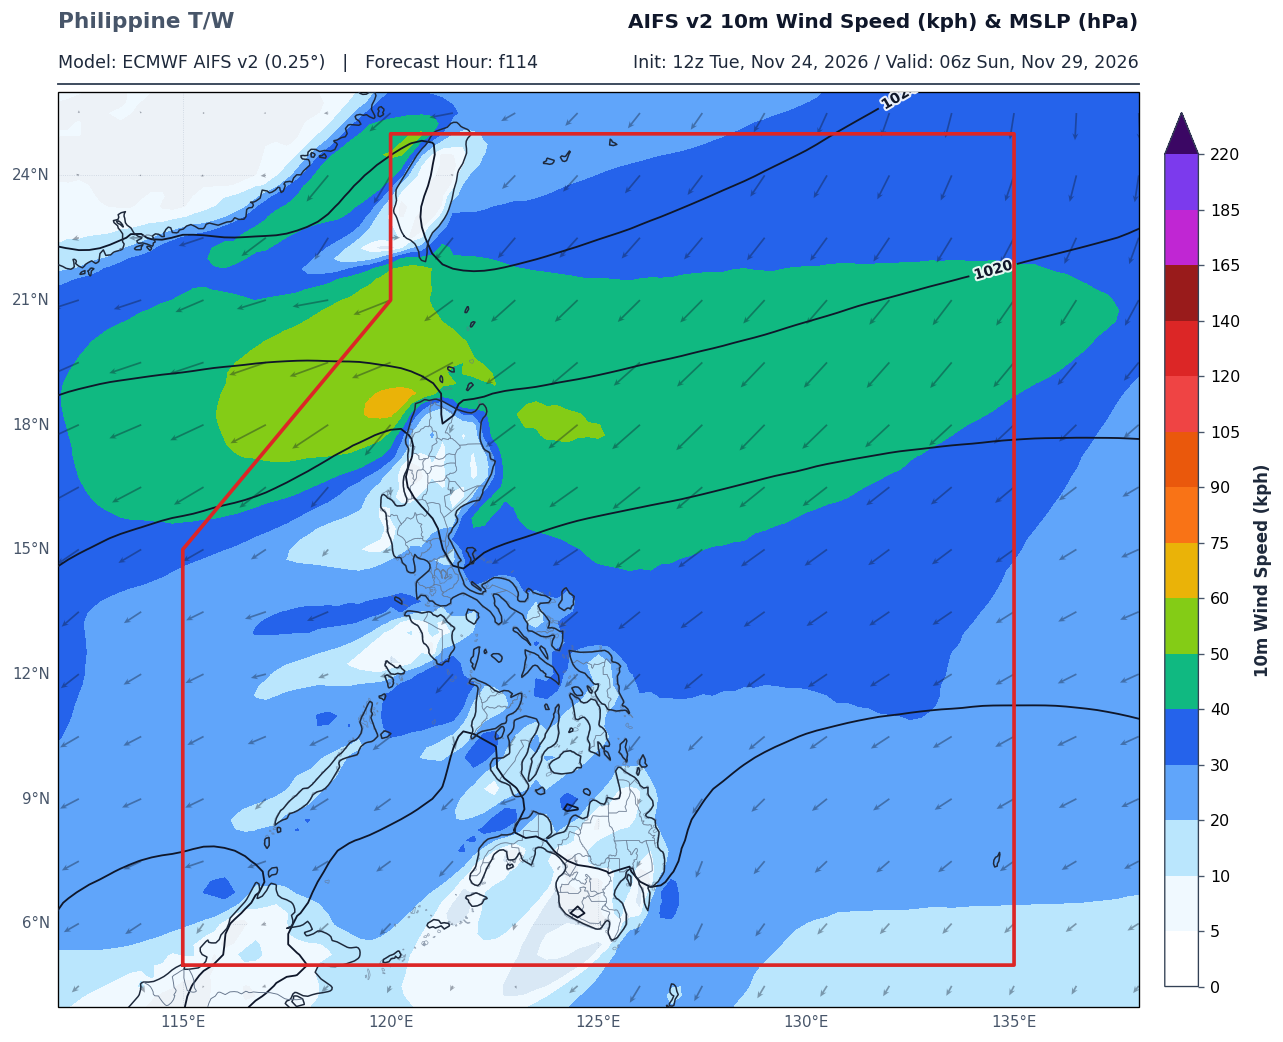 Philippine T/W
AIFS v2 10m Wind Speed (kph) & MSLP (hPa)
Model: ECMWF AIFS v2 (0.25°) | Forecast Hour: f114
Init: 12z Tue, Nov 24, 2026 / Valid: 06z Sun, Nov 29, 2026
1020
24°N
21°N
18°N
15°N
12°N
9°N
6°N
115°E
120°E
125°E
130°E
135°E
220
185
165
140
120
105
90
75
60
50
40
30
20
10
5
0
10m Wind Speed (kph)